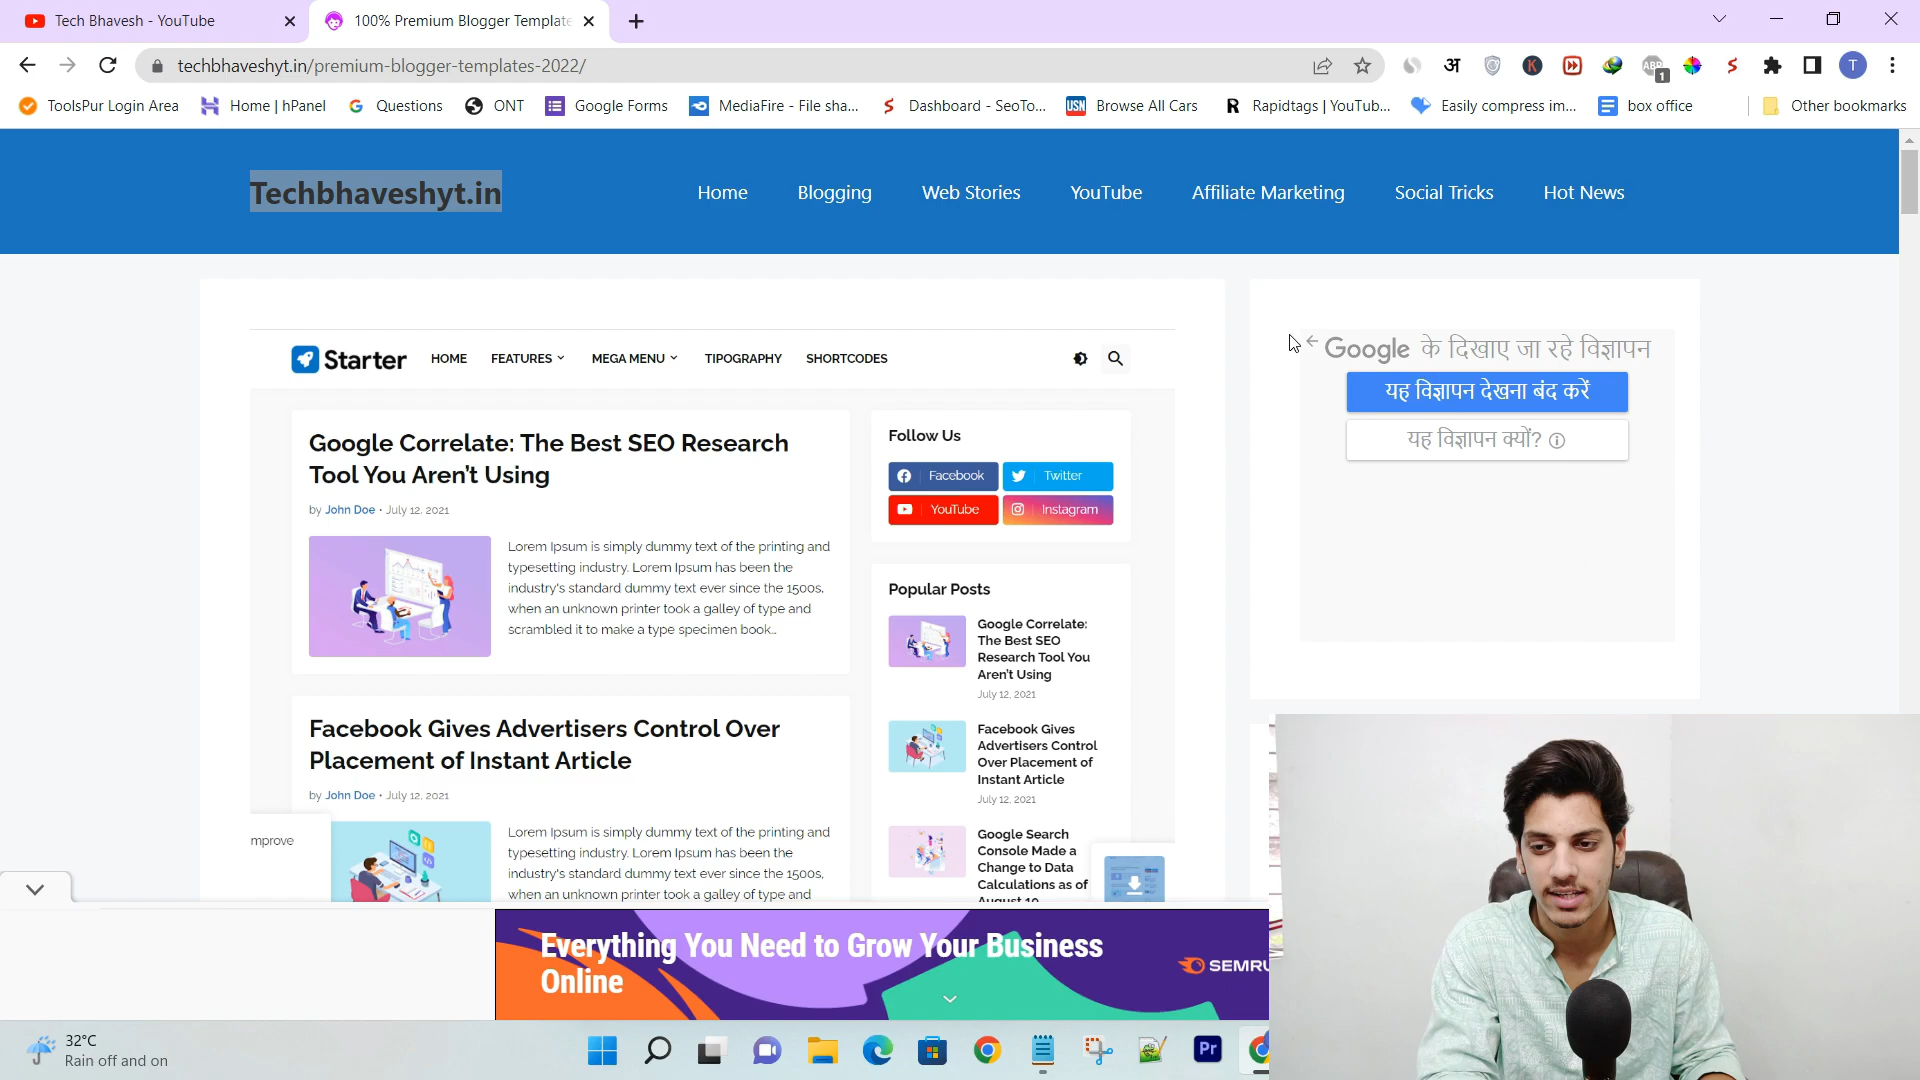 Tech Bhavesh - YouTube
100% Premium Blogger Template
techbhaveshyt.in/premium-blogger-templates-2022/
अ
K
ABP
1
T
ToolsPur Login Area
Home | hPanel
Questions
ONT
Google Forms
MediaFire - File sha...
Dashboard - SeoTo...
USN Browse All Cars
R Rapidtags | YouTub...
Easily compress im...
box office
Other bookmarks
Techbhaveshyt.in
Home
Blogging
Web Stories
YouTube
Affiliate Marketing
Social Tricks
Hot News
Starter
HOME
FEATURES
MEGA MENU
TIPOGRAPHY
SHORTCODES
Google Correlate: The Best SEO Research
Tool You Aren't Using
by John Doe • July 12, 2021
Lorem Ipsum is simply dummy text of the printing and
typesetting industry. Lorem Ipsum has been the
industry's standard dummy text ever since the 1500s,
when an unknown printer took a galley of type and
scrambled it to make a type specimen book…
Facebook Gives Advertisers Control Over
Placement of Instant Article
by John Doe • July 12, 2021
Lorem Ipsum is simply dummy text of the printing and
typesetting industry. Lorem Ipsum has been the
industry's standard dummy text ever since the 1500s,
when an unknown printer took a galley of type and
mprove
Follow Us
Facebook
Twitter
YouTube
Instagram
Popular Posts
Google Correlate:
The Best SEO
Research Tool You
Aren't Using
July 12, 2021
Facebook Gives
Advertisers Control
Over Placement of
Instant Article
July 12, 2021
Google Search
Console Made a
Change to Data
Calculations as of
August 10
Google के दिखाए जा रहे विज्ञापन
यह विज्ञापन देखना बंद करें
यह विज्ञापन क्यों?
Everything You Need to Grow Your Business
Online
SEMRU
32°C
Rain off and on
Pr